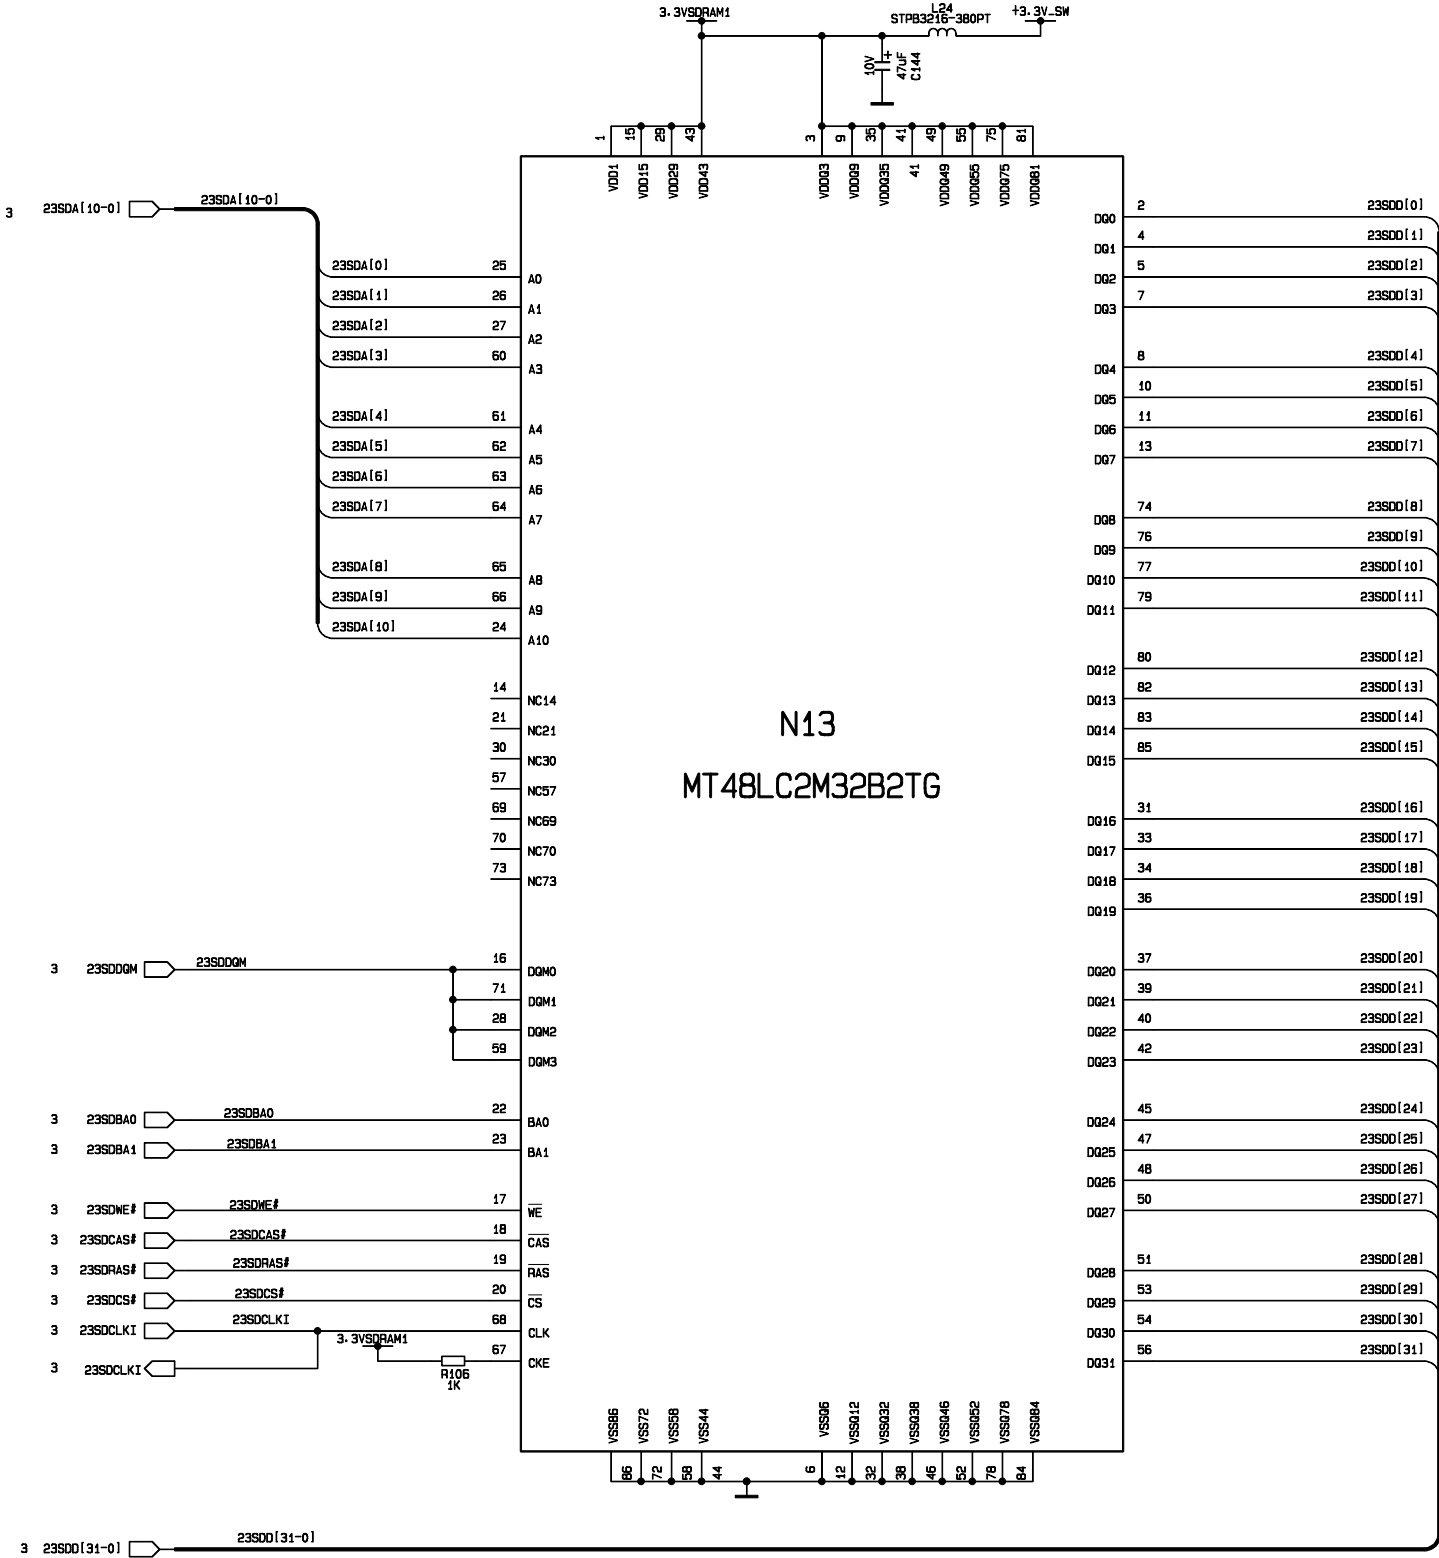 3.3VSDRAM1
L24
STPB3216-380PT
+3.3V_SW
10V
47uF
C144
+
1
15
29
43
3
9
35
41
49
55
75
81
VDD1
VDD15
VDD29
VDD43
VDDQ3
VDDQ9
VDDQ35
41
VDDQ49
VDDQ55
VDDQ75
VDDQ81
3 23SDA[10-0] 23SDA[10-0]
23SDA[0] 25 A0
23SDA[1] 26 A1
23SDA[2] 27 A2
23SDA[3] 60 A3
23SDA[4] 61 A4
23SDA[5] 62 A5
23SDA[6] 63 A6
23SDA[7] 64 A7
23SDA[8] 65 A8
23SDA[9] 66 A9
23SDA[10] 24 A10
14 NC14
21 NC21
30 NC30
57 NC57
69 NC69
70 NC70
73 NC73
3 23SDDQM 23SDDQM 16 DQM0
71 DQM1
28 DQM2
59 DQM3
3 23SDBA0 23SDBA0 22 BA0
3 23SDBA1 23SDBA1 23 BA1
3 23SDWE# 23SDWE# 17 WE
3 23SDCAS# 23SDCAS# 18 CAS
3 23SDRAS# 23SDRAS# 19 RAS
3 23SDCS# 23SDCS# 20 CS
3 23SDCLKI 23SDCLKI 68 CLK
3.3VSDRAM1 67 CKE
3 23SDCLKI
R106
1K
N13
MT48LC2M32B2TG
DQ0 2 23SDD[0]
DQ1 4 23SDD[1]
DQ2 5 23SDD[2]
DQ3 7 23SDD[3]
DQ4 8 23SDD[4]
DQ5 10 23SDD[5]
DQ6 11 23SDD[6]
DQ7 13 23SDD[7]
DQ8 74 23SDD[8]
DQ9 76 23SDD[9]
DQ10 77 23SDD[10]
DQ11 79 23SDD[11]
DQ12 80 23SDD[12]
DQ13 82 23SDD[13]
DQ14 83 23SDD[14]
DQ15 85 23SDD[15]
DQ16 31 23SDD[16]
DQ17 33 23SDD[17]
DQ18 34 23SDD[18]
DQ19 36 23SDD[19]
DQ20 37 23SDD[20]
DQ21 39 23SDD[21]
DQ22 40 23SDD[22]
DQ23 42 23SDD[23]
DQ24 45 23SDD[24]
DQ25 47 23SDD[25]
DQ26 48 23SDD[26]
DQ27 50 23SDD[27]
DQ28 51 23SDD[28]
DQ29 53 23SDD[29]
DQ30 54 23SDD[30]
DQ31 56 23SDD[31]
VSS86
VSS72
VSS58
VSS44
VSSQ6
VSSQ12
VSSQ32
VSSQ38
VSSQ46
VSSQ52
VSSQ78
VSSQ84
86
72
58
44
6
12
32
38
46
52
78
84
3 23SDD[31-0] 23SDD[31-0]